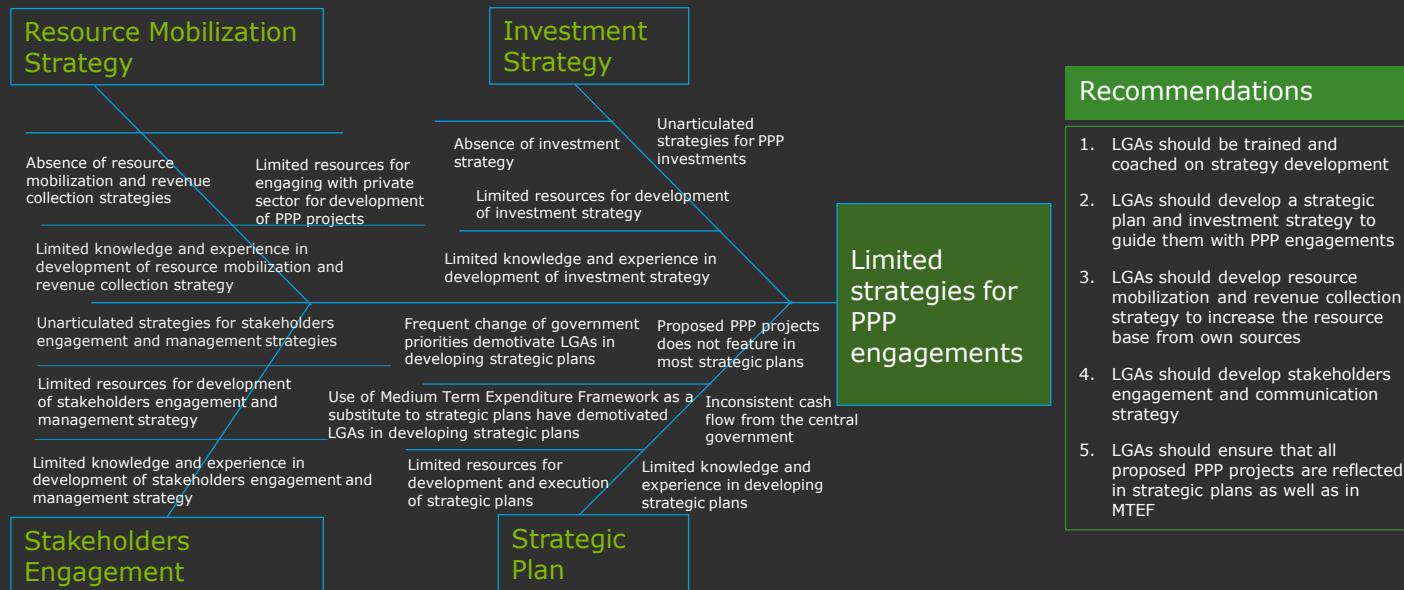 Resource Mobilization
Strategy
Investment
Strategy
Absence of resource
mobilization and revenue
collection strategies
Limited resources for
engaging with private
sector for development
of PPP projects
Limited knowledge and experience in
development of resource mobilization and
revenue collection strategy
Absence of investment
strategy
Unarticulated
strategies for PPP
investments
Limited resources for development
of investment strategy
Limited knowledge and experience in
development of investment strategy
Limited
strategies for
PPP
engagements
Unarticulated strategies for stakeholders
engagement and management strategies
Limited resources for development
of stakeholders engagement and
management strategy
Limited knowledge and experience in
development of stakeholders engagement and
management strategy
Frequent change of government
priorities demotivate LGAs in
developing strategic plans
Proposed PPP projects
does not feature in
most strategic plans
Use of Medium Term Expenditure Framework as a
substitute to strategic plans have demotivated
LGAs in developing strategic plans
Inconsistent cash
flow from the central
government
Limited resources for
development and execution
of strategic plans
Limited knowledge and
experience in developing
strategic plans
Stakeholders
Engagement
Strategic
Plan
Recommendations
1. LGAs should be trained and
coached on strategy development
2. LGAs should develop a strategic
plan and investment strategy to
guide them with PPP engagements
3. LGAs should develop resource
mobilization and revenue collection
strategy to increase the resource
base from own sources
4. LGAs should develop stakeholders
engagement and communication
strategy
5. LGAs should ensure that all
proposed PPP projects are reflected
in strategic plans as well as in
MTEF